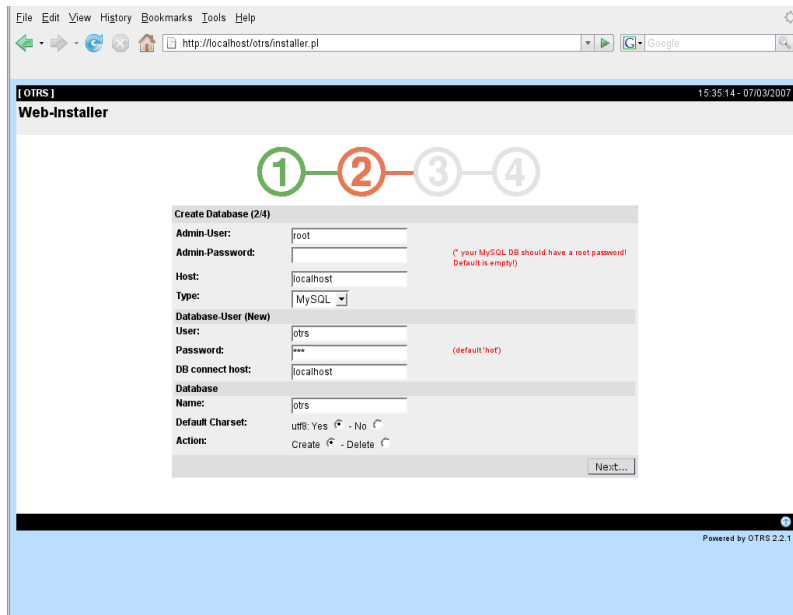 File Edit View History Bookmarks Tools Help
http://localhost/otrs/installer.pl G Google
[ OTRS ] 15:35:14 - 07/03/2007
Web-Installer
1 2 3 4
Create Database (2/4)
Admin-User: root
Admin-Password: (* your MySQL DB should have a root password!
Default is empty!)
Host: localhost
Type: MySQL
Database-User (New)
User: otrs
Password: *** (default 'hot')
DB connect host: localhost
Database
Name: otrs
Default Charset: utf8: Yes - No
Action: Create - Delete
Next...
Powered by OTRS 2.2.1